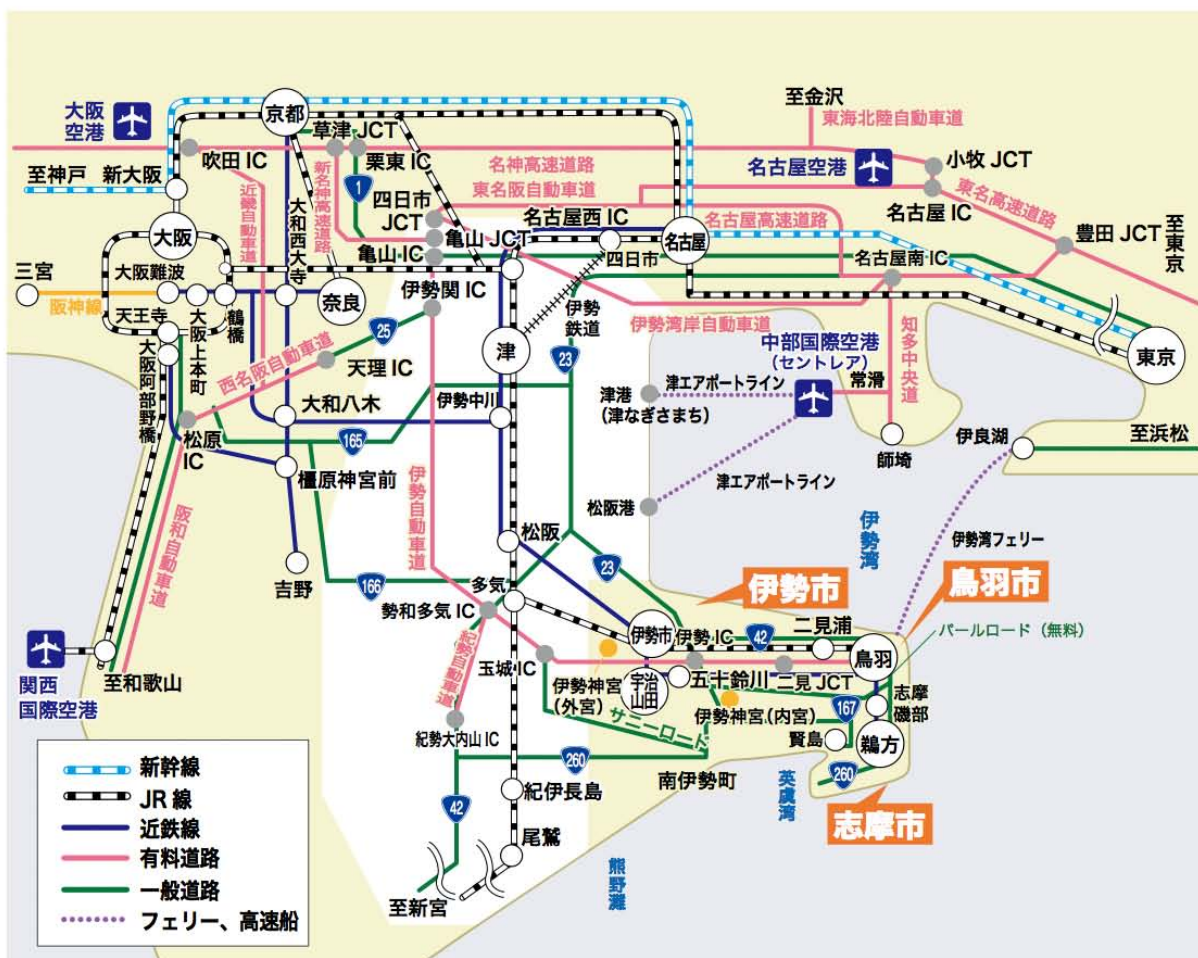 至金沢
東海北陸自動車道
大阪
空港
京都
草津 JCT
栗東 IC
吹田 IC
名神高速道路
名古屋空港
小牧 JCT
至神戸
新大阪
近畿自動車道
新名神高速道路
1
東名阪自動車道
四日市
JCT
名古屋西 IC
名古屋高速道路
名古屋 IC
東名高速道路
至東京
大阪
大和西大寺
亀山 JCT
名古屋
豊田 JCT
亀山 IC
四日市
名古屋南 IC
三宮
大阪難波
阪神線
奈良
伊勢関 IC
伊勢
鉄道
伊勢湾岸自動車道
天王寺
大阪上本町
鶴橋
25
津
23
中部国際空港
(セントレア)
知多中央道
東京
大阪阿部野橋
西名阪自動車道
天理 IC
津港
(津なぎさまち)
津エアポートライン
常滑
大和八木
伊勢中川
松原
IC
165
師埼
伊良湖
至浜松
橿原神宮前
伊勢自動車道
津エアポートライン
松阪港
阪和自動車道
松阪
伊勢湾
伊勢湾フェリー
吉野
166
多気
23
伊勢市
鳥羽市
勢和多気 IC
伊勢市
伊勢 IC
42
二見浦
パールロード（無料）
関西
国際空港
至和歌山
紀勢自動車道
玉城 IC
鳥羽
伊勢神宮
(外宮)
宇治
山田
五十鈴川
二見 JCT
志摩
磯部
サニーロード
伊勢神宮(内宮)
167
紀勢大内山 IC
賢島
鵜方
260
南伊勢町
英虞湾
260
志摩市
42
紀伊長島
尾鷲
熊野灘
至新宮
新幹線
JR 線
近鉄線
有料道路
一般道路
フェリー、高速船